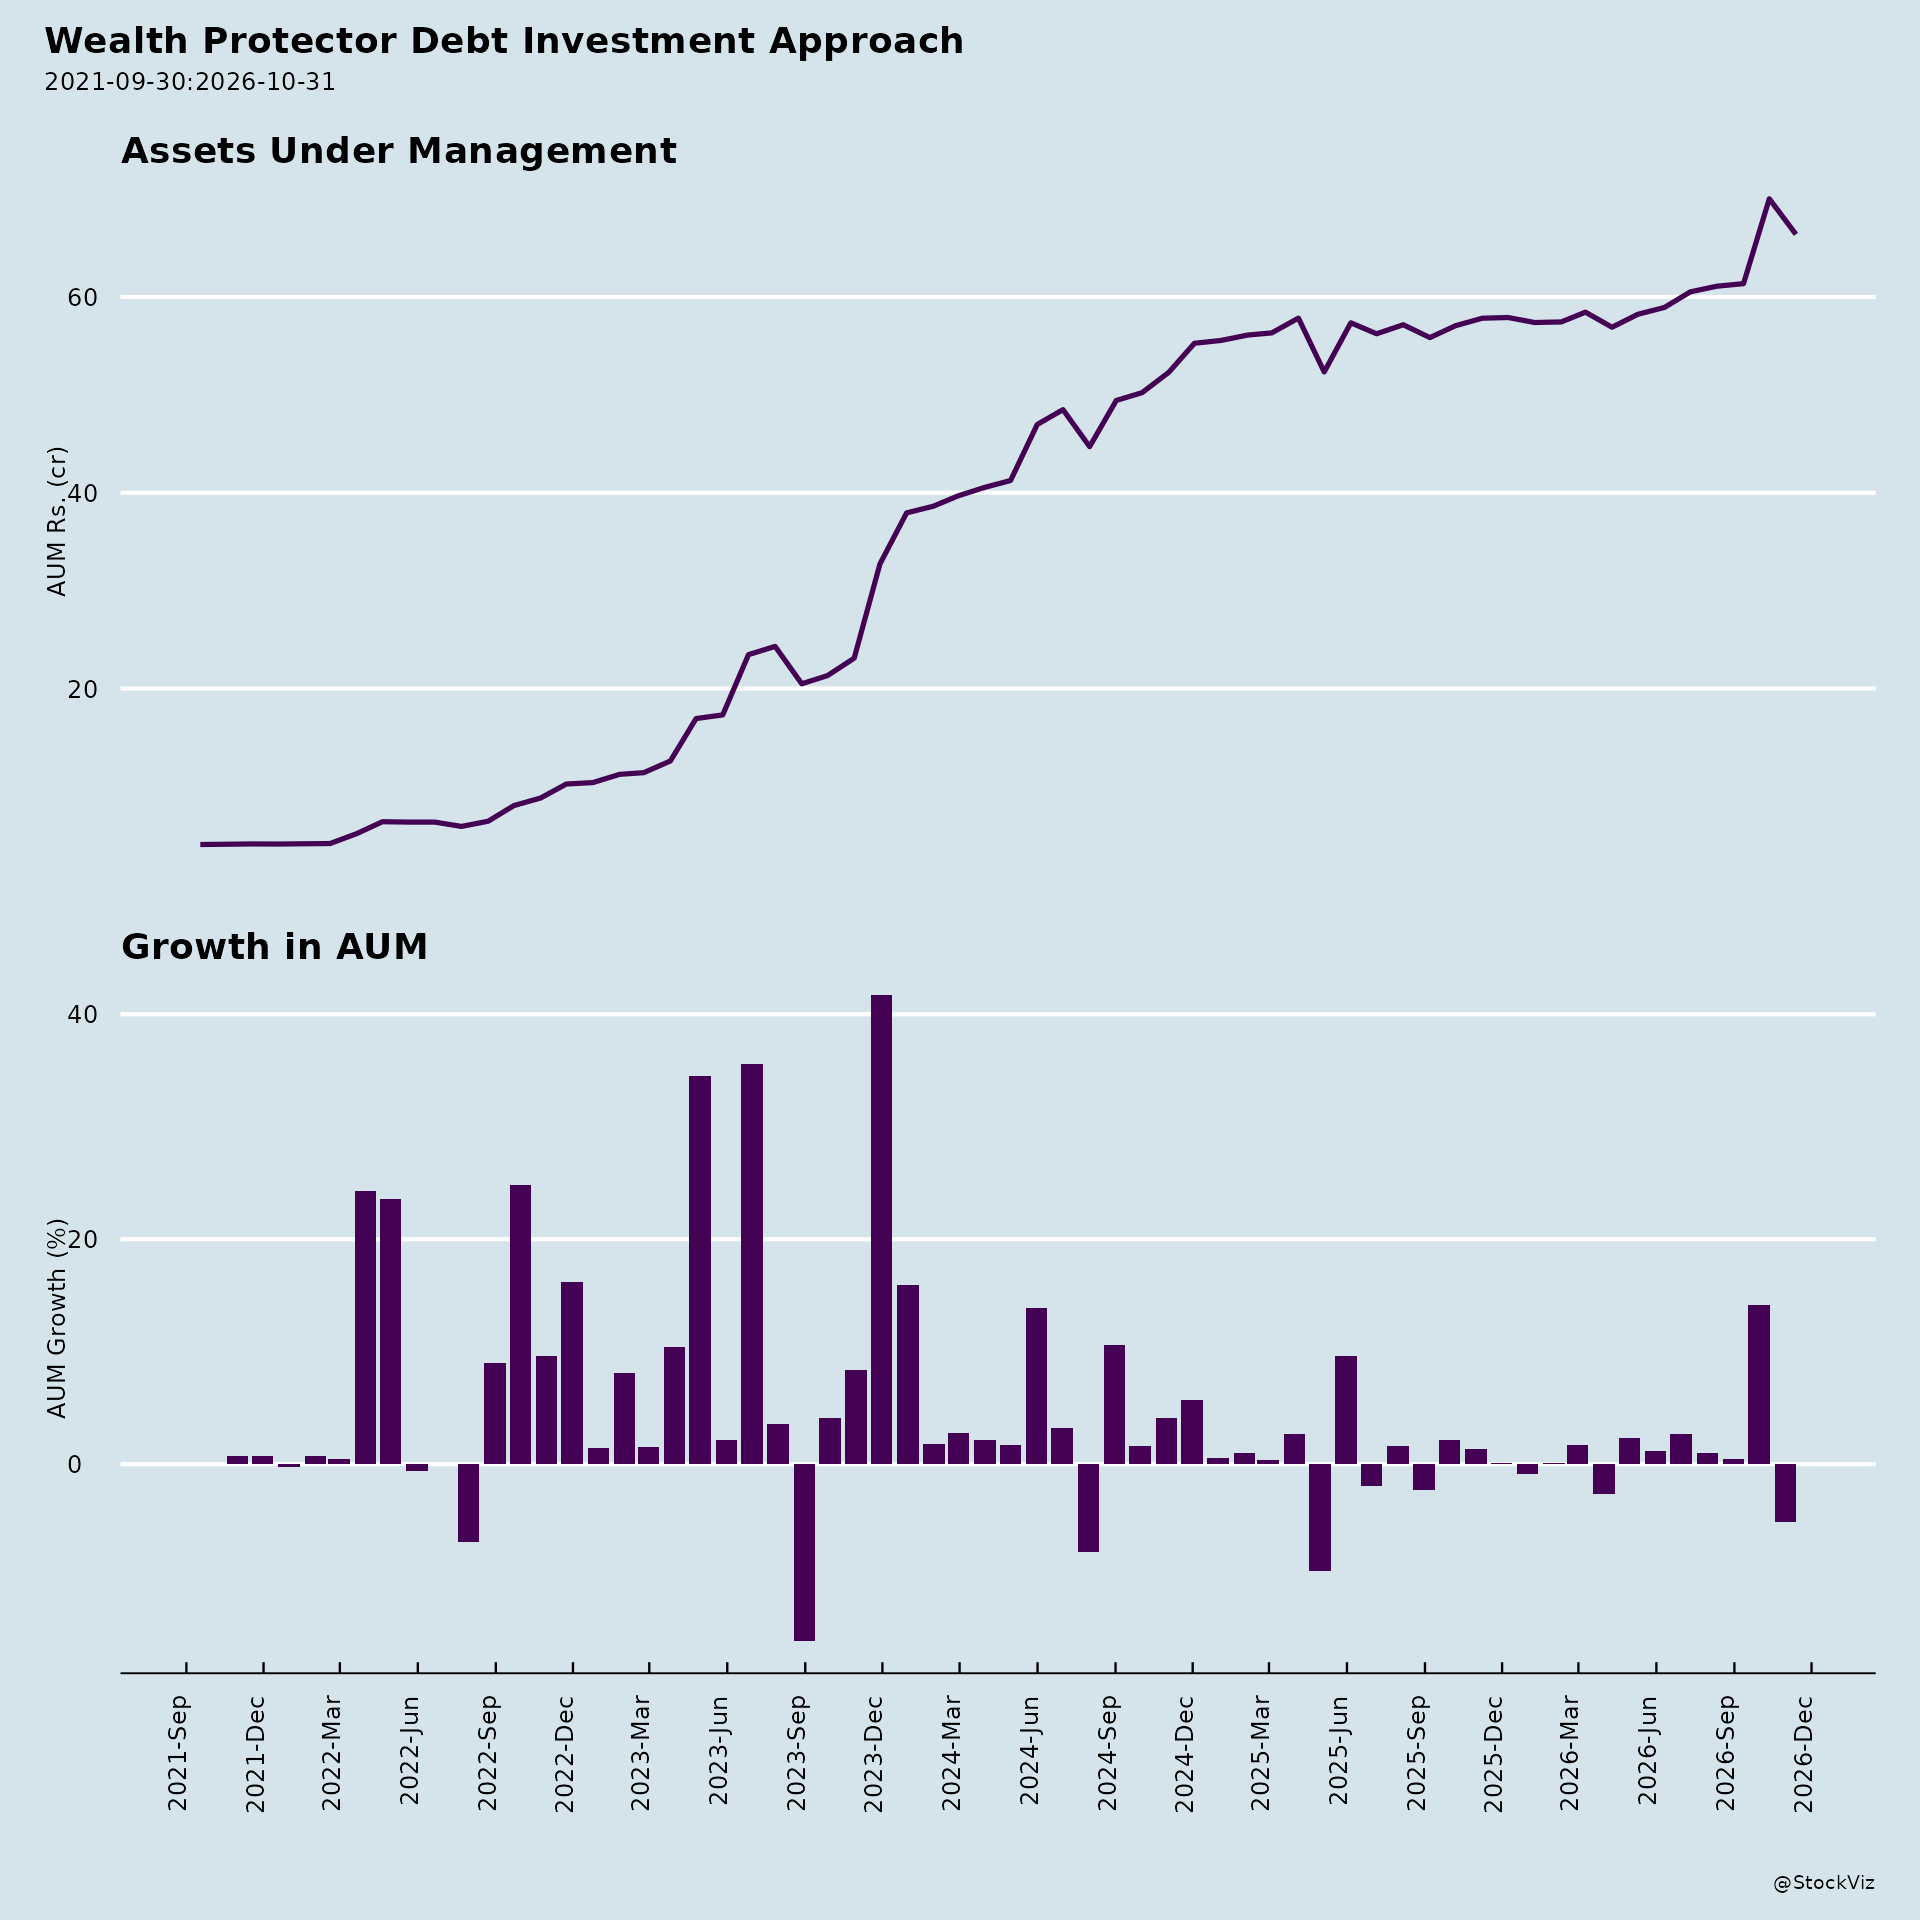 Wealth Protector Debt Investment Approach
2021-09-30:2026-10-31
Assets Under Management
60
40
20
AUM Rs. (cr)
Growth in AUM
40
20
0
AUM Growth (%)
2021-Sep
2021-Dec
2022-Mar
2022-Jun
2022-Sep
2022-Dec
2023-Mar
2023-Jun
2023-Sep
2023-Dec
2024-Mar
2024-Jun
2024-Sep
2024-Dec
2025-Mar
2025-Jun
2025-Sep
2025-Dec
2026-Mar
2026-Jun
2026-Sep
2026-Dec
@StockViz